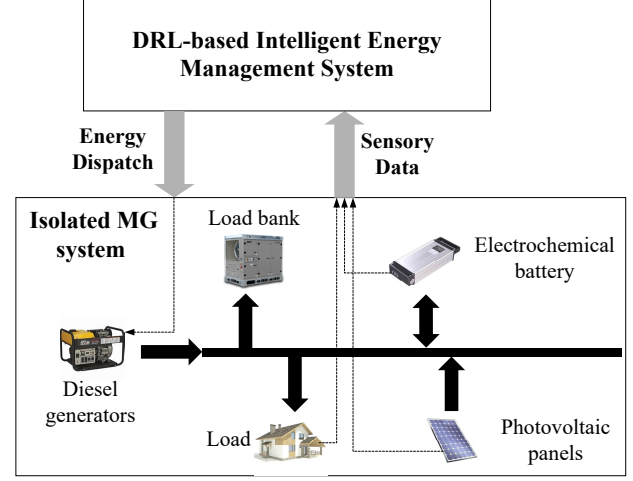 DRL-based Intelligent Energy
Management System
Energy
Dispatch
Sensory
Data
Isolated MG
system
Load bank
Electrochemical
battery
Diesel
generators
Load
Photovoltaic
panels